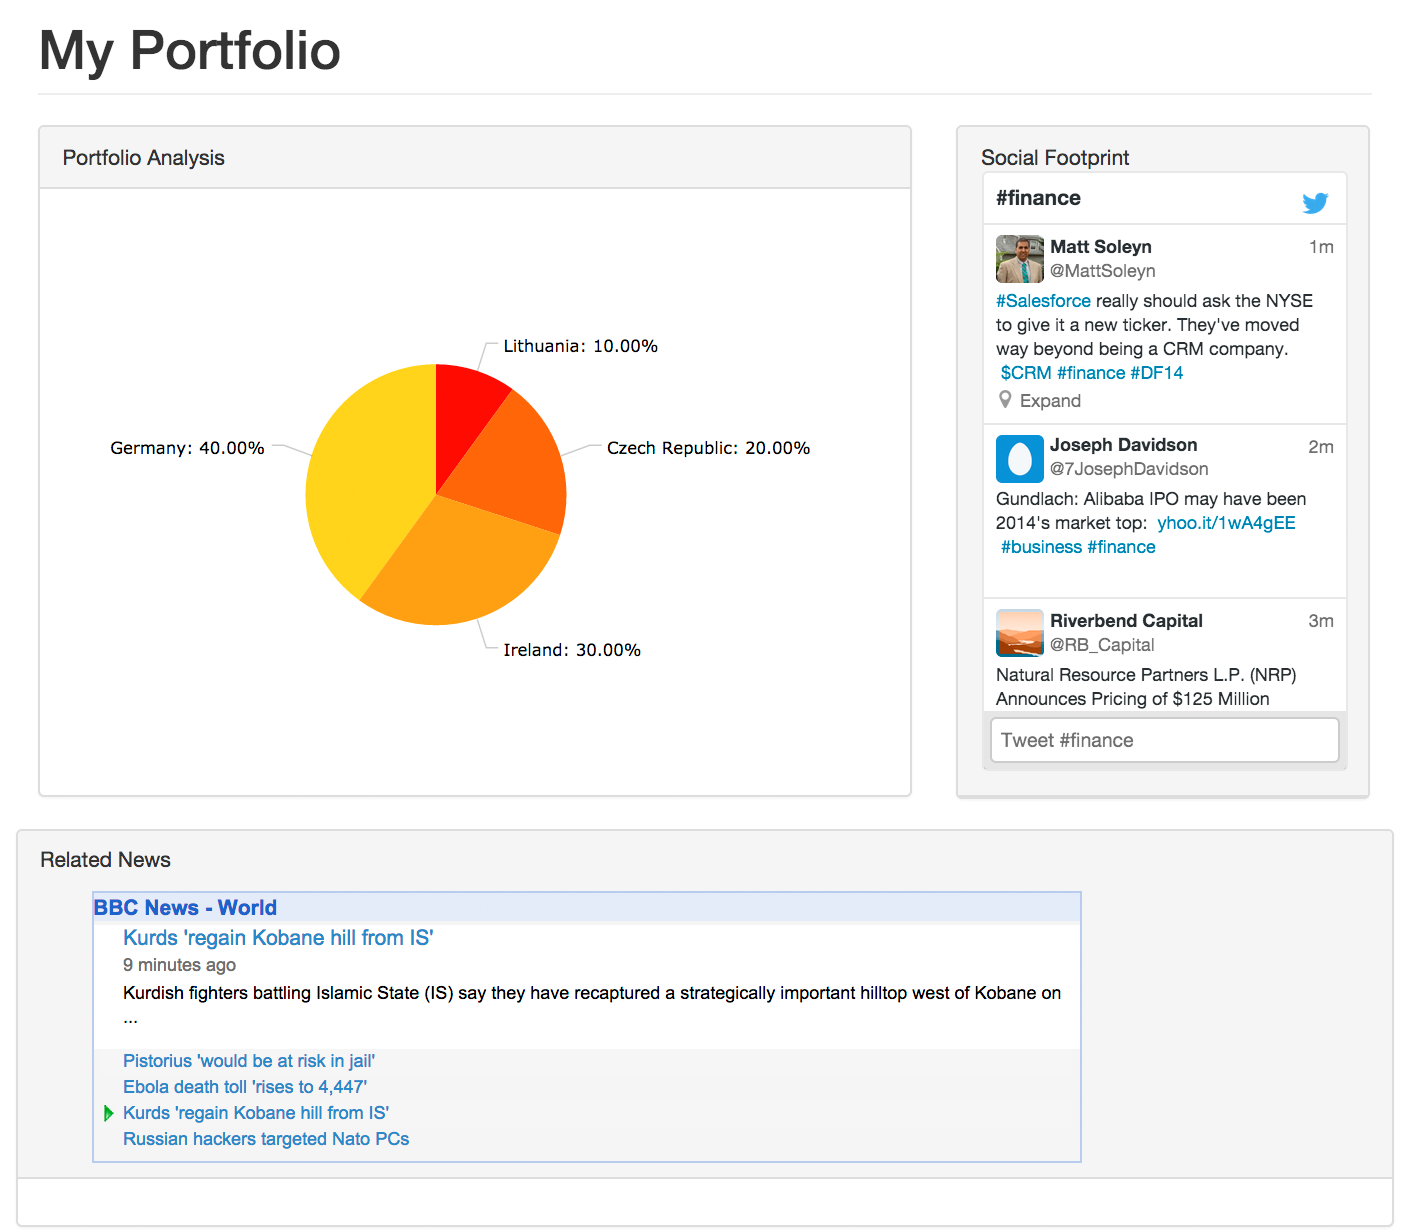 My Portfolio
Portfolio Analysis
Lithuania: 10.00%
Germany: 40.00%
Czech Republic: 20.00%
Ireland: 30.00%
Social Footprint
#finance
Matt Soleyn 1m
@MattSoleyn
#Salesforce really should ask the NYSE
to give it a new ticker. They've moved
way beyond being a CRM company.
$CRM #finance #DF14
Expand
Joseph Davidson 2m
@7JosephDavidson
Gundlach: Alibaba IPO may have been
2014's market top: yhoo.it/1wA4gEE
#business #finance
Riverbend Capital 3m
@RB_Capital
Natural Resource Partners L.P. (NRP)
Announces Pricing of $125 Million
Tweet #finance
Related News
BBC News - World
Kurds 'regain Kobane hill from IS'
9 minutes ago
Kurdish fighters battling Islamic State (IS) say they have recaptured a strategically important hilltop west of Kobane on
...
Pistorius 'would be at risk in jail'
Ebola death toll 'rises to 4,447'
Kurds 'regain Kobane hill from IS'
Russian hackers targeted Nato PCs